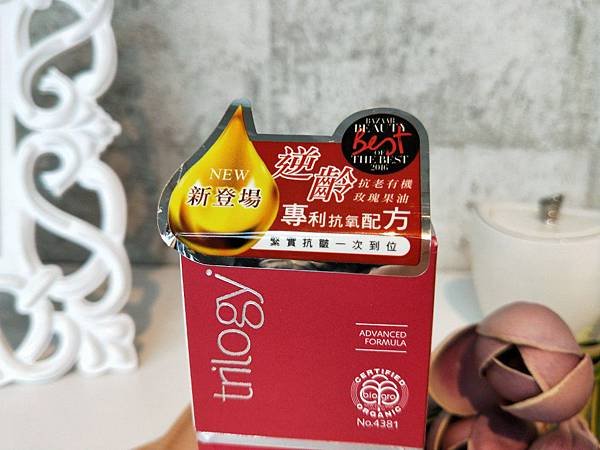 NEW
新登場
逆齡
抗老有機
玫瑰果油
專利抗氧配方
緊實抗皺一次到位
BAZAAR
BEAUTY
Best
OF
THE BEST
2016
trilogy
ADVANCED
FORMULA
CERTIFIED
bio gro
ORGANIC
No.4381